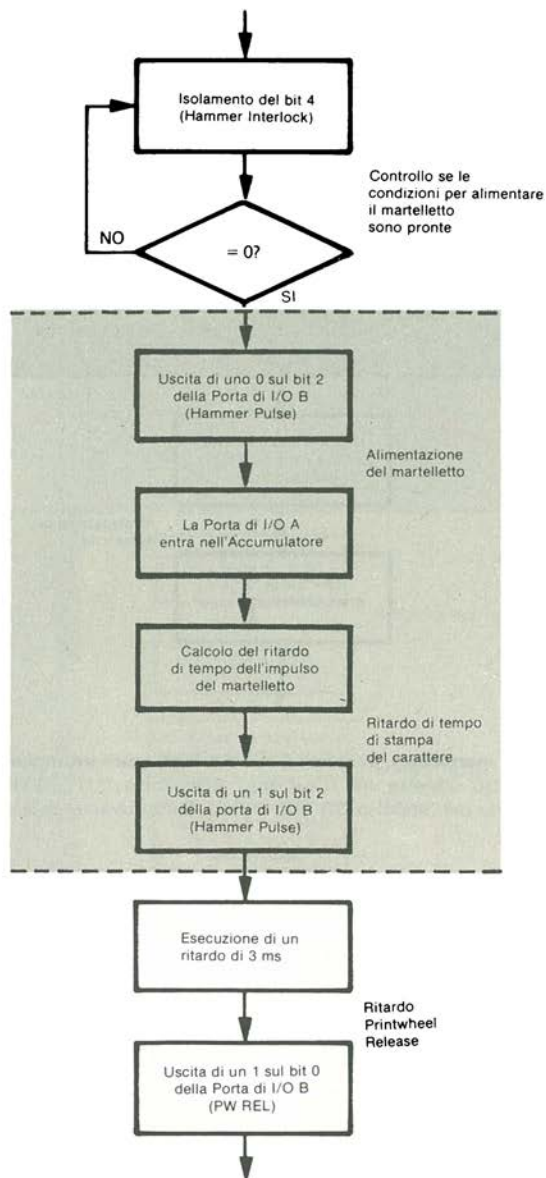 Isolamento del bit 4
(Hammer Interlock)
Controllo se le
condizioni per alimentare
il martelletto
sono pronte
NO
= 0?
SI
Uscita di uno 0 sul bit 2
della Porta di I/O B
(Hammer Pulse)
Alimentazione
del martelletto
La Porta di I/O A
entra nell'Accumulatore
Calcolo del ritardo
di tempo dell'impulso
del martelletto
Ritardo di tempo
di stampa
del carattere
Uscita di un 1 sul bit 2
della porta di I/O B
(Hammer Pulse)
Esecuzione di un
ritardo di 3 ms
Ritardo
Printwheel
Release
Uscita di un 1 sul bit 0
della Porta di I/O B
(PW REL)